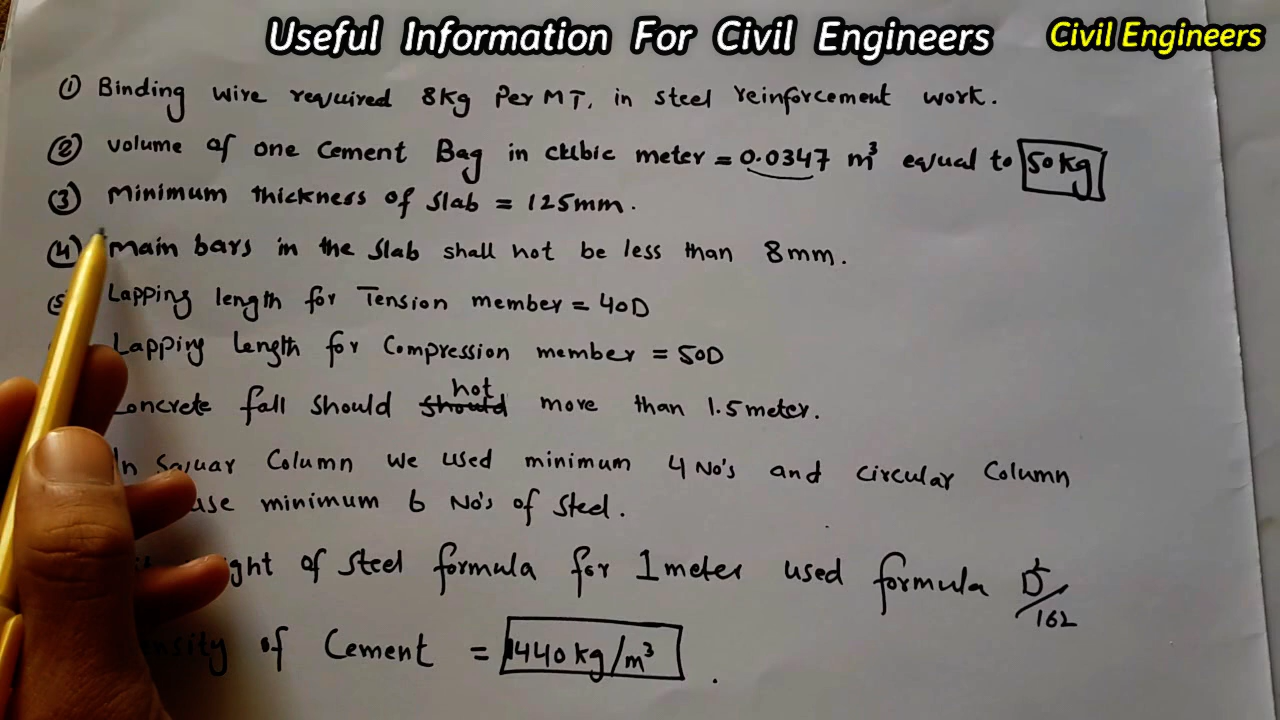 Useful Information For Civil Engineers
Civil Engineers
① Binding wire required 8Kg Per MT, in steel reinforcement work.
② volume of one Cement Bag in cubic meter = 0.0347 m³ equal to 50 kg
③ Minimum thickness of slab = 125mm.
④ Main bars in the slab shall not be less than 8mm.
⑤ Lapping length for Tension member = 40D
Lapping length for Compression member = 50D
Concrete fall should not more than 1.5 meter.
In Squar Column we used minimum 4 No's and circular Column
use minimum 6 No's of steel.
of steel formula for 1 meter used formula D²/162
of Cement = 1440 kg/m³.